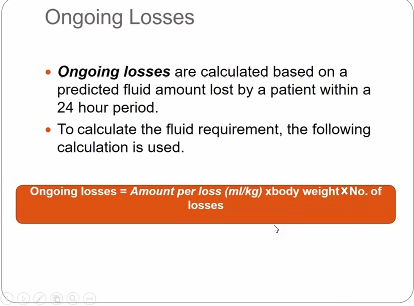 Ongoing Losses
• Ongoing losses are calculated based on a
predicted fluid amount lost by a patient within a
24 hour period.
• To calculate the fluid requirement, the following
calculation is used.
Ongoing losses = Amount per loss (ml/kg) xbody weight x No. of
losses